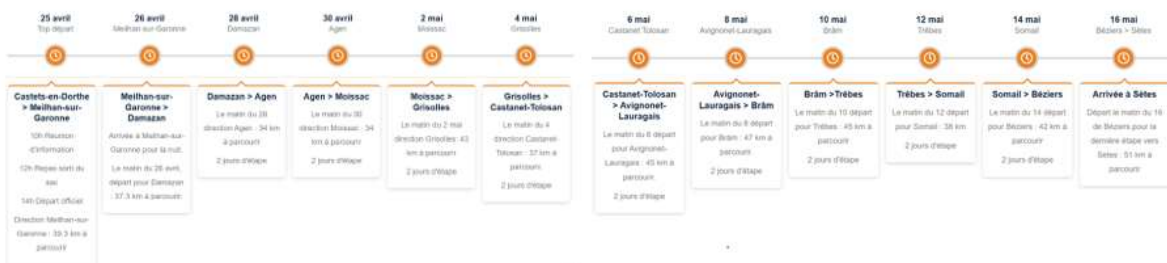 25 avril
Top départ
Castets-en-Dorthe
> Meilhan-sur-
Garonne
10h Réunion
d'information
12h Repas sorti du
sac
14h Départ officiel
Direction Meilhan-sur-
Garonne : 39.3 km à
parcourir
26 avril
Meilhan sur-Garonne
Meilhan-sur-
Garonne >
Damazan
Arrivée à Meilhan-sur-
Garonne pour la nuit.
Le matin du 26 avril,
départ pour Damazan
: 37.3 km à parcourir
28 avril
Damazan
Damazan > Agen
Le matin du 28
direction Agen : 34 km
à parcourir
2 jours d'étape
30 avril
Agen
Agen > Moissac
Le matin du 30
direction Moissac : 34
km à parcourir
2 jours d'étape
2 mai
Moissac
Moissac >
Grisolles
Le matin du 2 mai
direction Grisolles: 43
km à parcourir
2 jours d'étape
4 mai
Grisolles
Grisolles >
Castanet-Tolosan
Le matin du 4
direction Castanet-
Tolosan : 37 km à
parcourir
2 jours d'étape
6 mai
Castanet Tolosan
Castanet-Tolosan
> Avignonet-
Lauragais
Le matin du 6 départ
pour Avignonet-
Lauragais : 45 km à
parcourir
2 jours d'étape
8 mai
Avignonet-Lauragais
Avignonet-
Lauragais > Brâm
Le matin du 8 départ
pour Brâm : 47 km à
parcourir
2 jours d'étape
10 mai
Brâm
Brâm >Trèbes
Le matin du 10 départ
pour Trèbes : 45 km à
parcourir
2 jours d'étape
12 mai
Trèbes
Trèbes > Somail
Le matin du 12 départ
pour Somail : 38 km
à parcourir
2 jours d'étape
14 mai
Somail
Somail > Béziers
Le matin du 14 départ
pour Béziers : 42 km à
parcourir
2 jours d'étape
16 mai
Béziers > Sètes
Arrivée à Sètes
Départ le matin du 16
de Béziers pour la
dernière étape vers
Sètes : 51 km à
parcourir